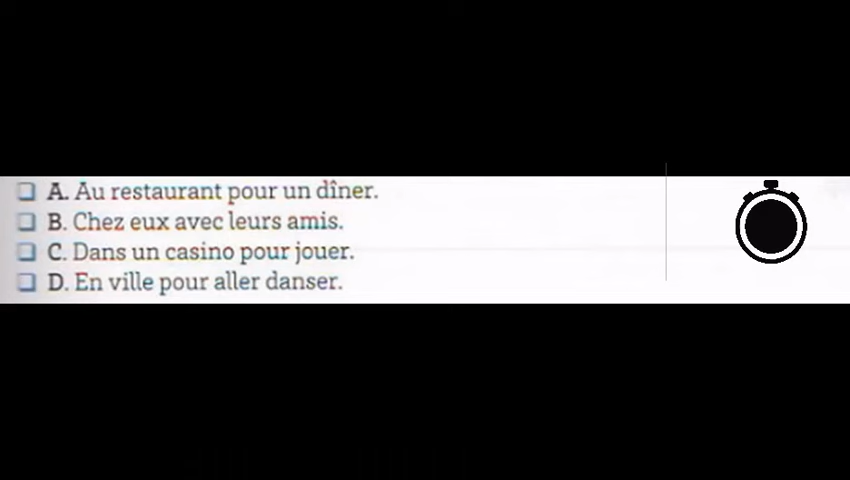 A. Au restaurant pour un dîner.
B. Chez eux avec leurs amis.
C. Dans un casino pour jouer.
D. En ville pour aller danser.